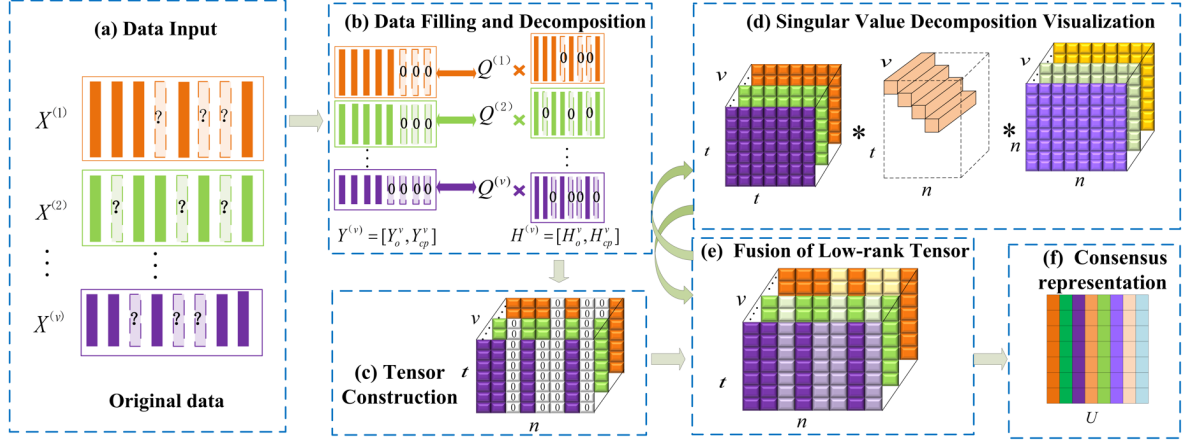 (a) Data Input
X^(1)
? ? ?
X^(2)
? ? ?
X^(v)
? ? ?
Original data
(b) Data Filling and Decomposition
0 0 0
Q^(1) ×
0 0 0
0 0 0
Q^(2) ×
0 0 0
0 0 0 0
Q^(v) ×
0 0 0 0
Y^(v) = [Y_o^v, Y_cp^v]
H^(v) = [H_o^v, H_cp^v]
(c) Tensor
Construction
v
t
n
(d) Singular Value Decomposition Visualization
v
t
t
*
v
t
n
*
v
n
n
(e) Fusion of Low-rank Tensor
v
t
n
(f) Consensus
representation
U